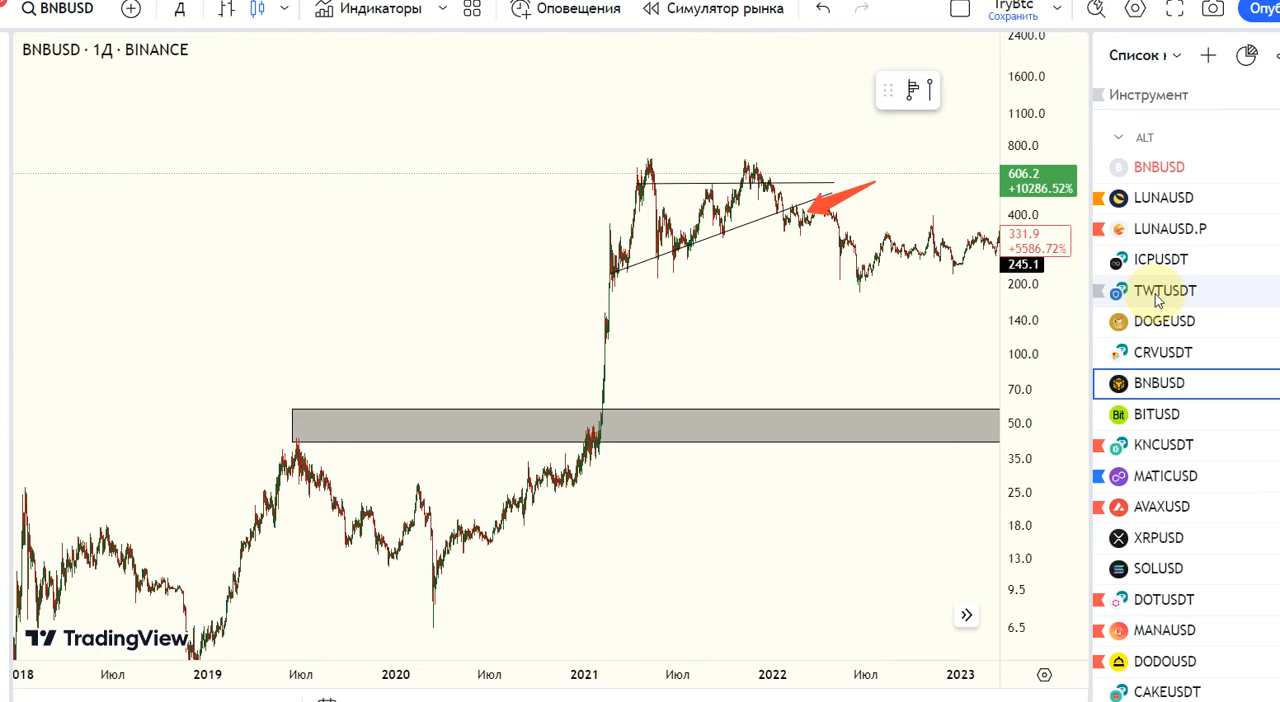 BNBUSD
Д
Индикаторы
Оповещения
Симулятор рынка
TryBtc
Сохранить
BNBUSD · 1Д · BINANCE
2400.0
1600.0
1100.0
800.0
606.2
+10286.52%
400.0
331.9
+5586.72%
245.1
200.0
140.0
100.0
70.0
50.0
35.0
25.0
18.0
13.0
9.5
6.5
TradingView
018
Июл
2019
Июл
2020
Июл
2021
Июл
2022
Июл
2023
Список
Инструмент
ALT
BNBUSD
LUNAUSD
LUNAUSD.P
ICPUSDT
TWTUSDT
DOGEUSD
CRVUSDT
BNBUSD
Bit
BITUSD
KNCUSDT
MATICUSD
AVAXUSD
XRPUSD
SOLUSD
DOTUSDT
MANAUSD
DODOUSD
CAKEUSDT